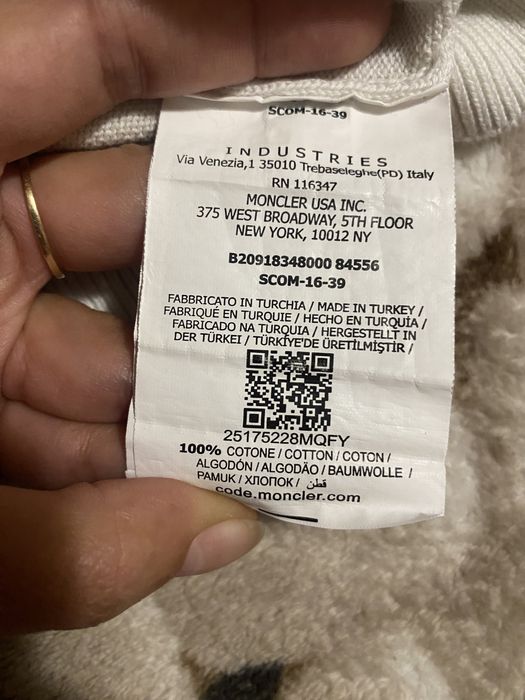 SCOM-16-39
INDUSTRIES
Via Venezia,1 35010 Trebaseleghe(PD) Italy
RN 116347
MONCLER USA INC.
375 WEST BROADWAY, 5TH FLOOR
NEW YORK, 10012 NY
B20918348000 84556
SCOM-16-39
FABBRICATO IN TURCHIA / MADE IN TURKEY /
FABRIQUÉ EN TURQUIE / HECHO EN TURQUÍA /
FABRICADO NA TURQUIA / HERGESTELLT IN
DER TÜRKEI / TÜRKİYE'DE ÜRETİLMİŞTİR /
25175228MQFY
100% COTONE / COTTON / COTON /
ALGODÓN / ALGODÃO / BAUMWOLLE /
PAMUK / ХЛОПОК / قطن
code.moncler.com